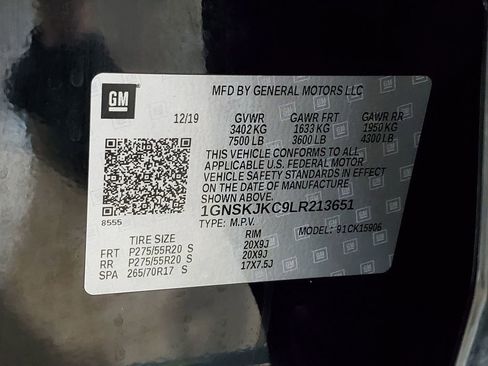 GM
MFD BY GENERAL MOTORS LLC
12/19 GVWR GAWR FRT GAWR RR
3402 KG 1633 KG 1950 KG
7500 LB 3600 LB 4300 LB
THIS VEHICLE CONFORMS TO ALL
APPLICABLE U.S. FEDERAL MOTOR
VEHICLE SAFETY STANDARDS IN EFFECT
ON THE DATE OF MANUFACTURE
SHOWN ABOVE.
8555
1GNSKJKC9LR213651
TYPE: M.P.V. MODEL: 91CK15906
TIRE SIZE RIM
FRT P275/55R20 S 20X9J
RR P275/55R20 S 20X9J
SPA 265/70R17 S 17X7.5J